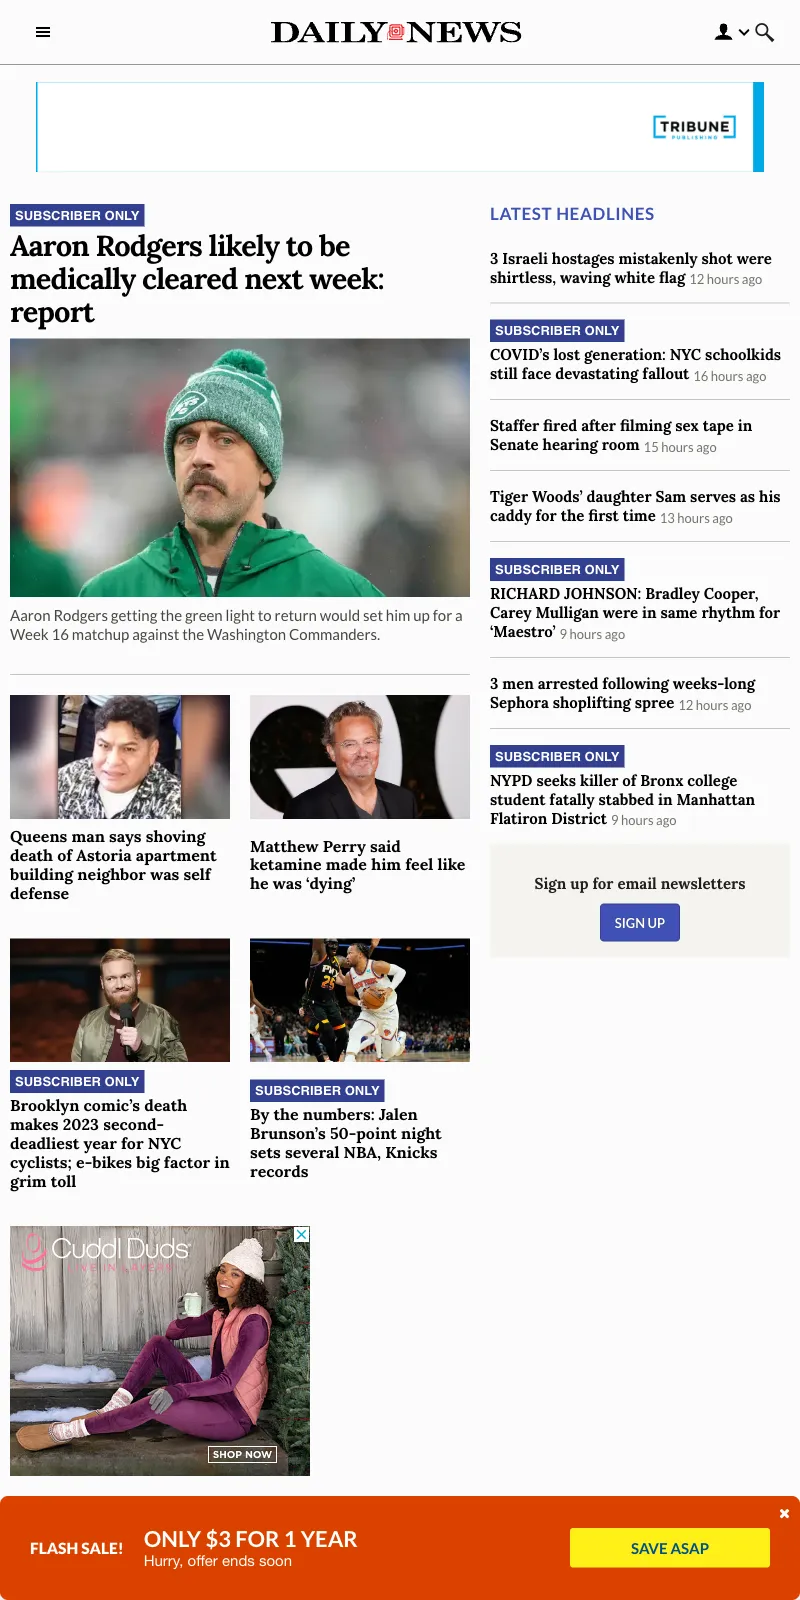 DAILY NEWS
TRIBUNE
PUBLISHING
SUBSCRIBER ONLY
Aaron Rodgers likely to be
medically cleared next week:
report
JETS
Aaron Rodgers getting the green light to return would set him up for a
Week 16 matchup against the Washington Commanders.
Queens man says shoving
death of Astoria apartment
building neighbor was self
defense
Matthew Perry said
ketamine made him feel like
he was ‘dying’
SUBSCRIBER ONLY
Brooklyn comic’s death
makes 2023 second-
deadliest year for NYC
cyclists; e-bikes big factor in
grim toll
SUBSCRIBER ONLY
By the numbers: Jalen
Brunson’s 50-point night
sets several NBA, Knicks
records
LATEST HEADLINES
3 Israeli hostages mistakenly shot were
shirtless, waving white flag 12 hours ago
SUBSCRIBER ONLY
COVID’s lost generation: NYC schoolkids
still face devastating fallout 16 hours ago
Staffer fired after filming sex tape in
Senate hearing room 15 hours ago
Tiger Woods’ daughter Sam serves as his
caddy for the first time 13 hours ago
SUBSCRIBER ONLY
RICHARD JOHNSON: Bradley Cooper,
Carey Mulligan were in same rhythm for
‘Maestro’ 9 hours ago
3 men arrested following weeks-long
Sephora shoplifting spree 12 hours ago
SUBSCRIBER ONLY
NYPD seeks killer of Bronx college
student fatally stabbed in Manhattan
Flatiron District 9 hours ago
Sign up for email newsletters
SIGN UP
Cuddl Duds
LIVE IN LAYERS
SHOP NOW
FLASH SALE!
ONLY $3 FOR 1 YEAR
Hurry, offer ends soon
SAVE ASAP